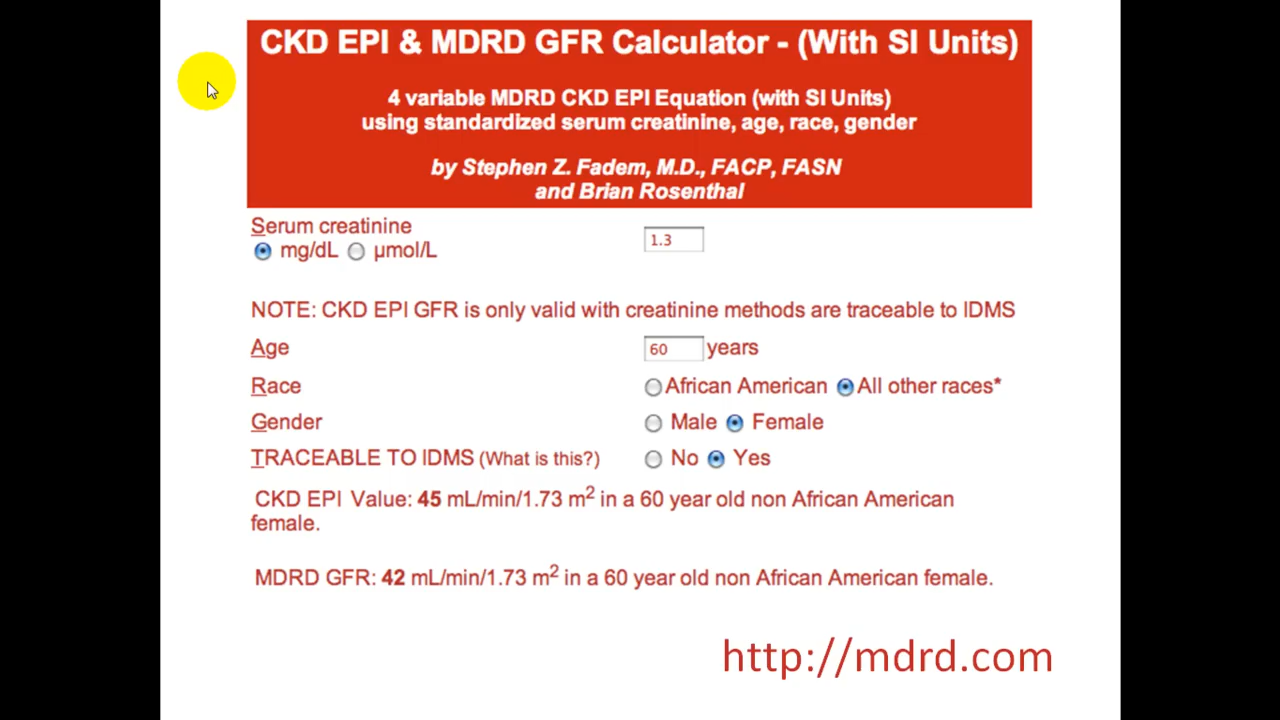 CKD EPI & MDRD GFR Calculator - (With SI Units)
4 variable MDRD CKD EPI Equation (with SI Units)
using standardized serum creatinine, age, race, gender
by Stephen Z. Fadem, M.D., FACP, FASN
and Brian Rosenthal
Serum creatinine
mg/dL µmol/L
1.3
NOTE: CKD EPI GFR is only valid with creatinine methods are traceable to IDMS
Age 60 years
Race African American All other races*
Gender Male Female
TRACEABLE TO IDMS (What is this?) No Yes
CKD EPI Value: 45 mL/min/1.73 m² in a 60 year old non African American
female.
MDRD GFR: 42 mL/min/1.73 m² in a 60 year old non African American female.
http://mdrd.com